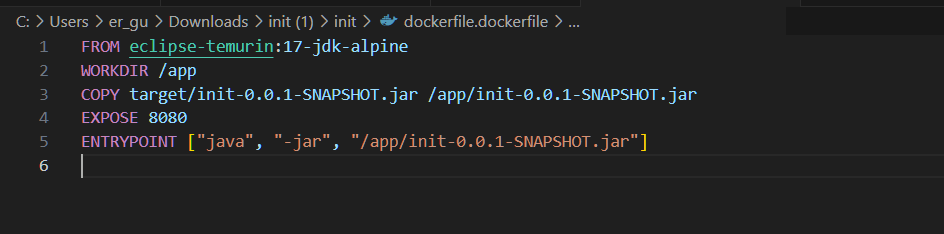 C: > Users > er_gu > Downloads > init (1) > init > dockerfile.dockerfile > ...
1 FROM eclipse-temurin:17-jdk-alpine
2 WORKDIR /app
3 COPY target/init-0.0.1-SNAPSHOT.jar /app/init-0.0.1-SNAPSHOT.jar
4 EXPOSE 8080
5 ENTRYPOINT ["java", "-jar", "/app/init-0.0.1-SNAPSHOT.jar"]
6